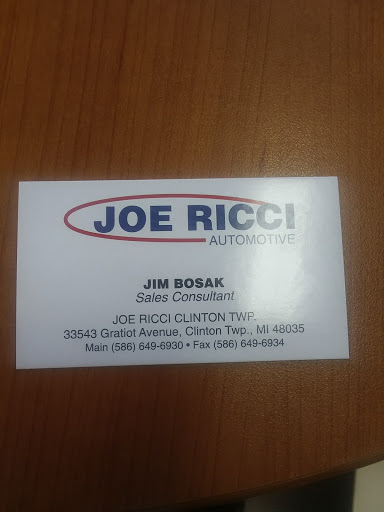 JOE RICCI
AUTOMOTIVE
JIM BOSAK
Sales Consultant
JOE RICCI CLINTON TWP.
33543 Gratiot Avenue, Clinton Twp., MI 48035
Main (586) 649-6930 • Fax (586) 649-6934